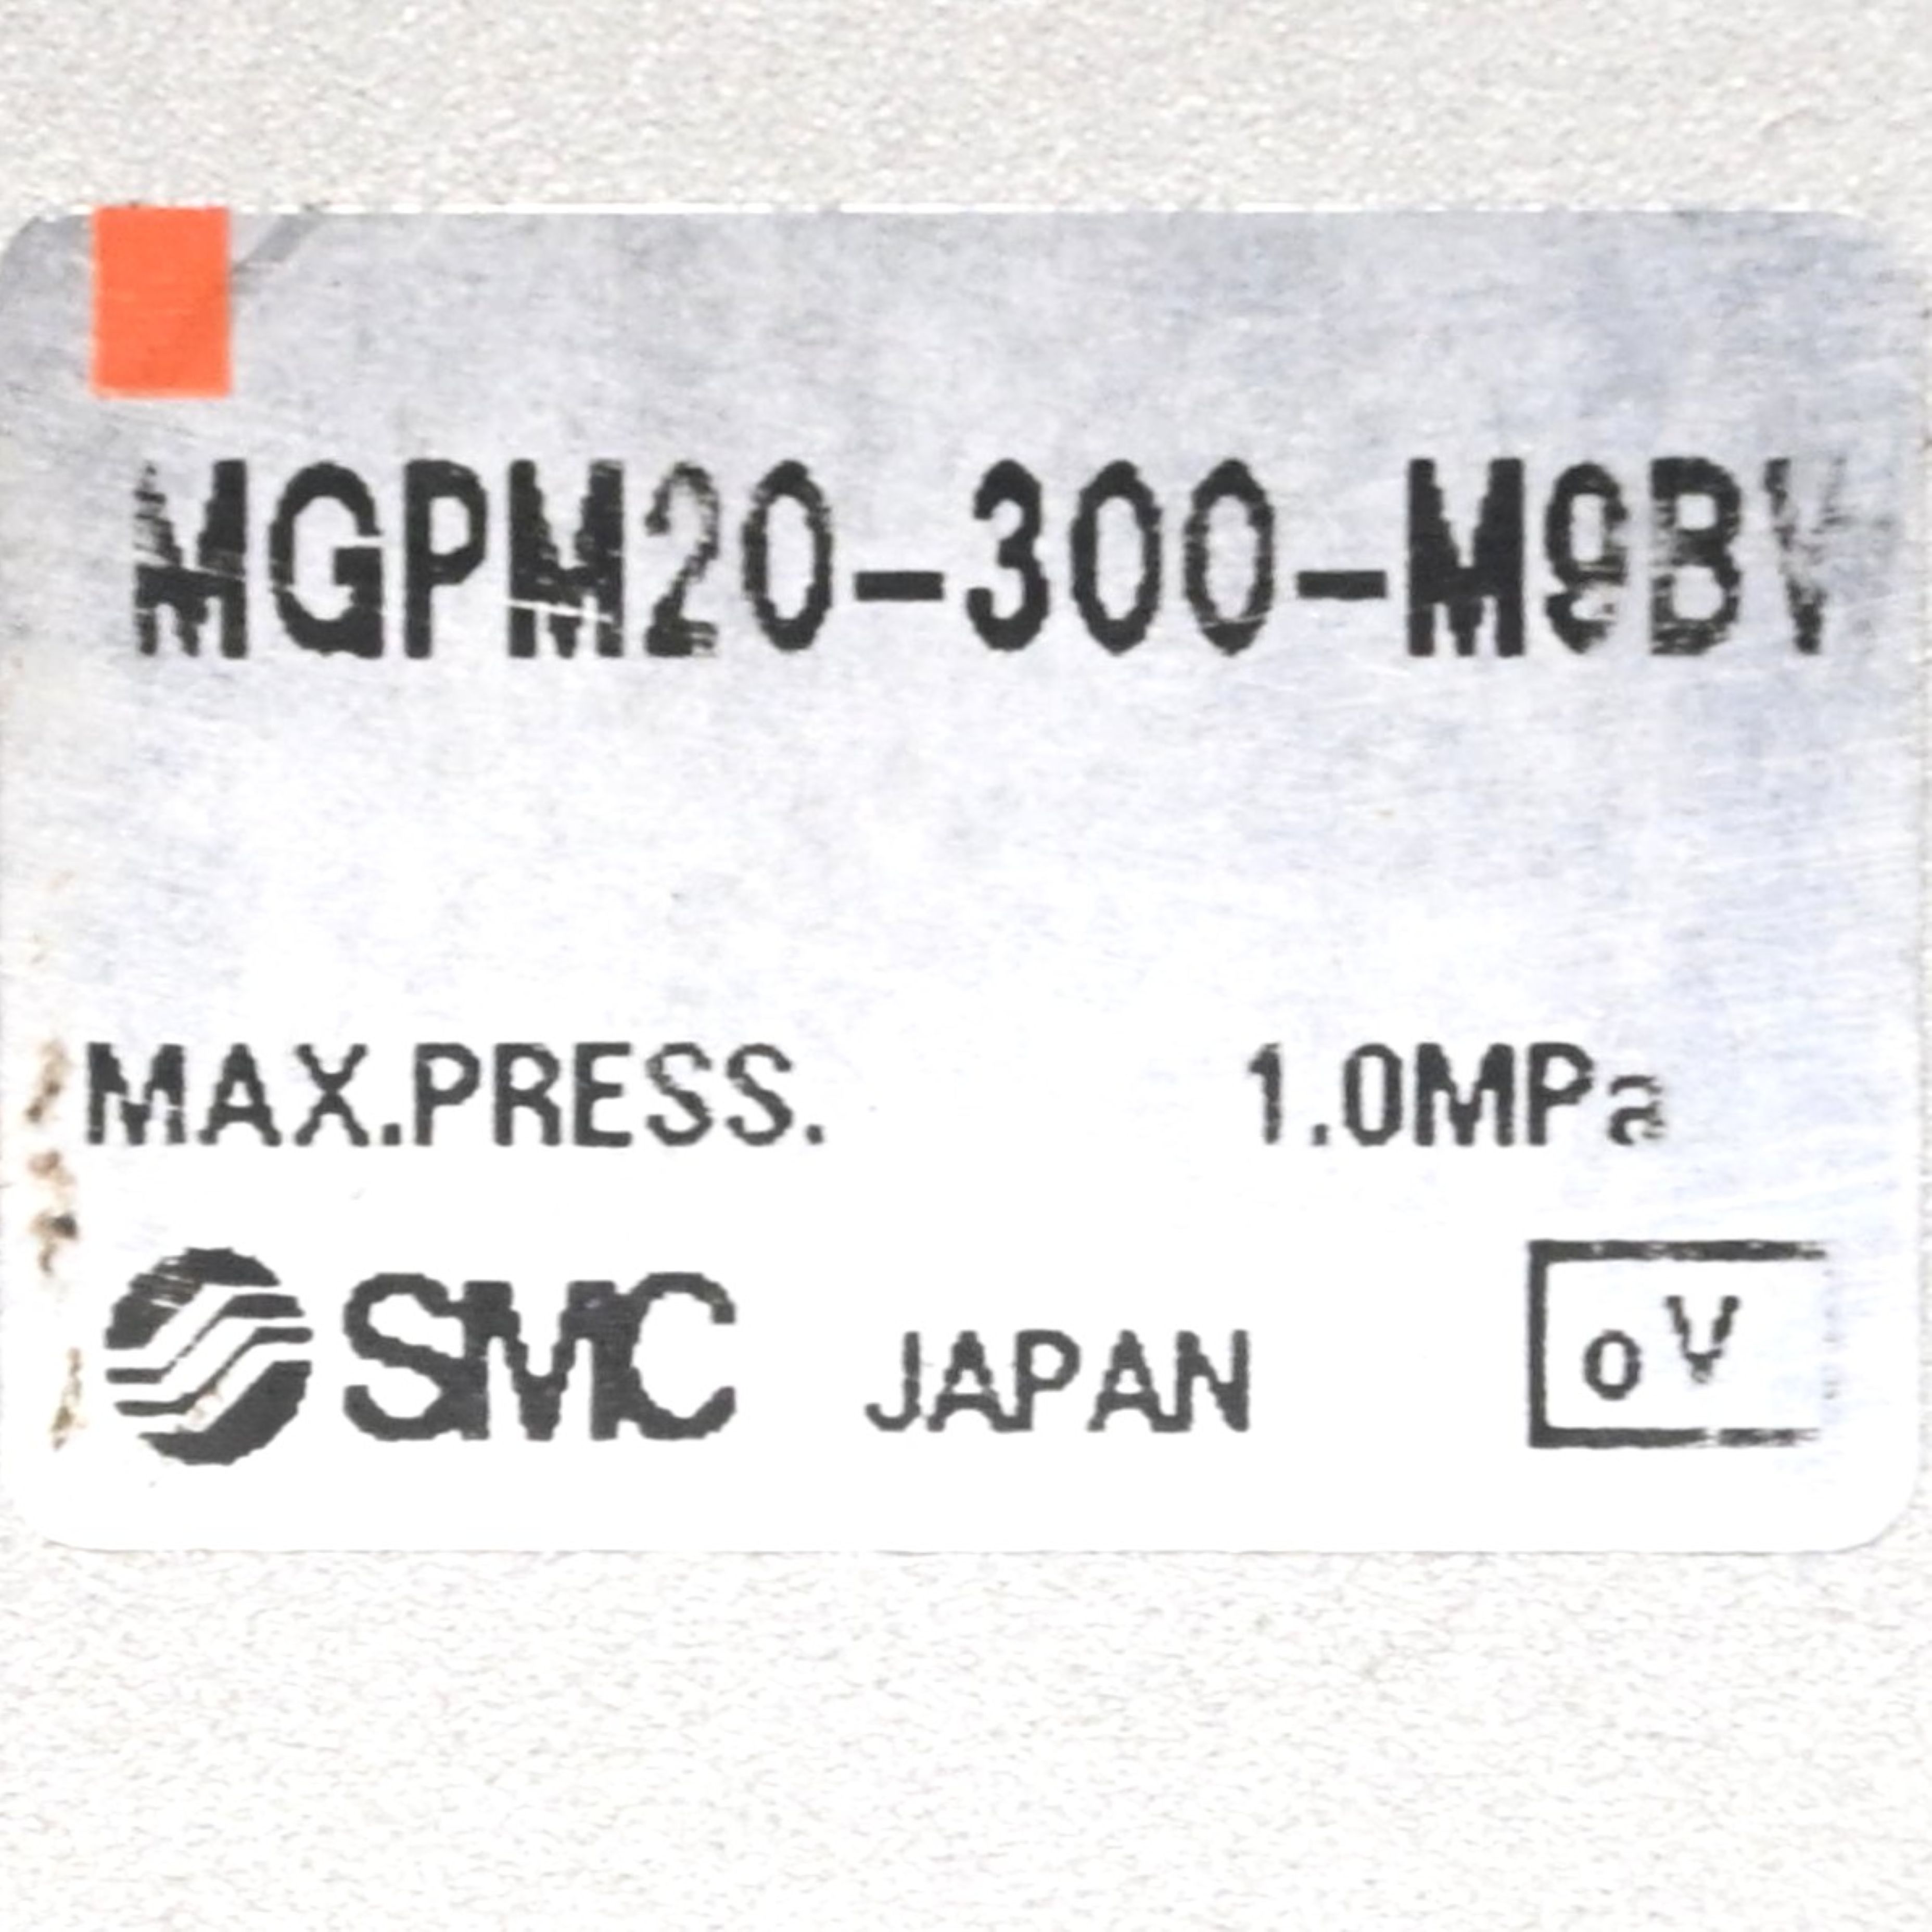 MGPM20-300-M9BV
MAX.PRESS. 1.0MPa
SMC JAPAN oV